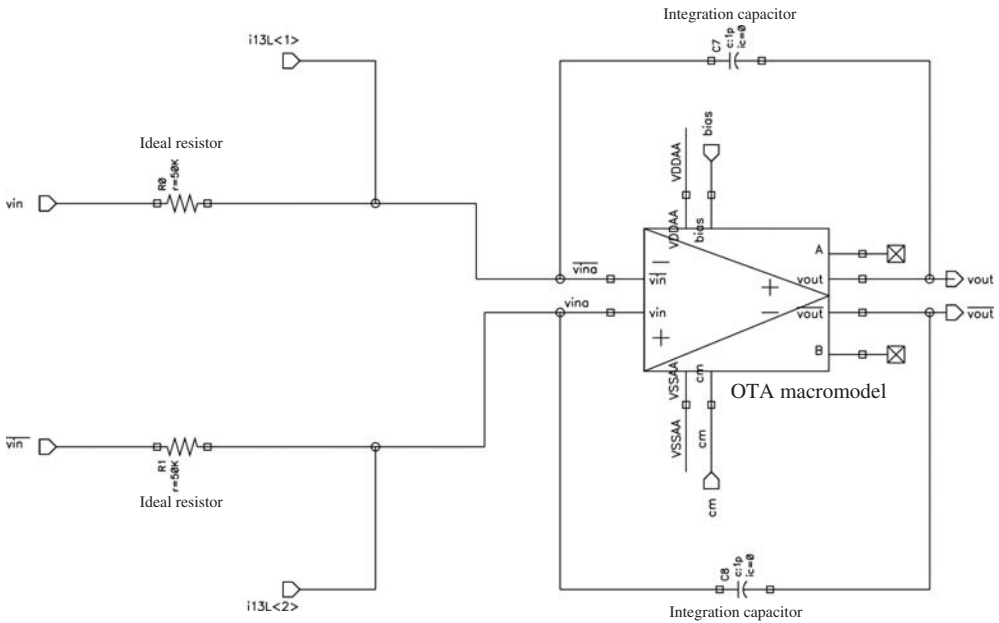 Integration capacitor
i13L<1>
C7
c:1p
ic=0
Ideal resistor
R0
r=50K
vin
VDDAA
bias
VDDAA
bias
A
vina
vin
vout
vout
vina
vin
vout
vout
B
VSSAA
cm
OTA macromodel
VSSAA
cm
cm
vin
R1
r=50K
Ideal resistor
i13L<2>
C8
c:1p
ic=0
Integration capacitor